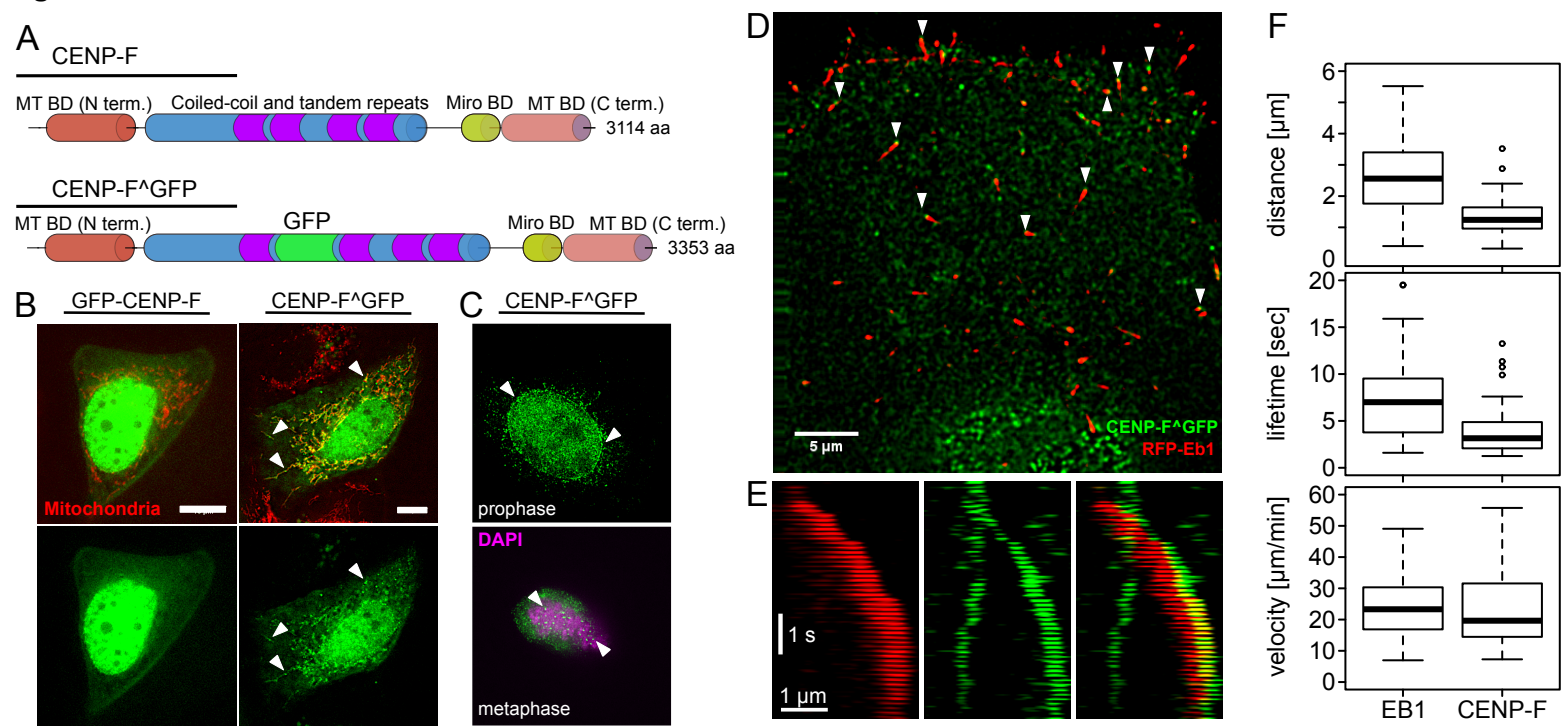 A
CENP-F
MT BD (N term.) Coiled-coil and tandem repeats Miro BD MT BD (C term.)
3114 aa
CENP-F^GFP
MT BD (N term.) GFP Miro BD MT BD (C term.)
3353 aa
B
GFP-CENP-F CENP-F^GFP
Mitochondria
C
CENP-F^GFP
prophase
DAPI
metaphase
D
5 µm
CENP-F^GFP
RFP-Eb1
E
1 s
1 µm
F
distance [µm]
6
4
2
0
lifetime [sec]
20
15
10
5
0
velocity [µm/min]
60
50
40
30
20
10
0
EB1 CENP-F